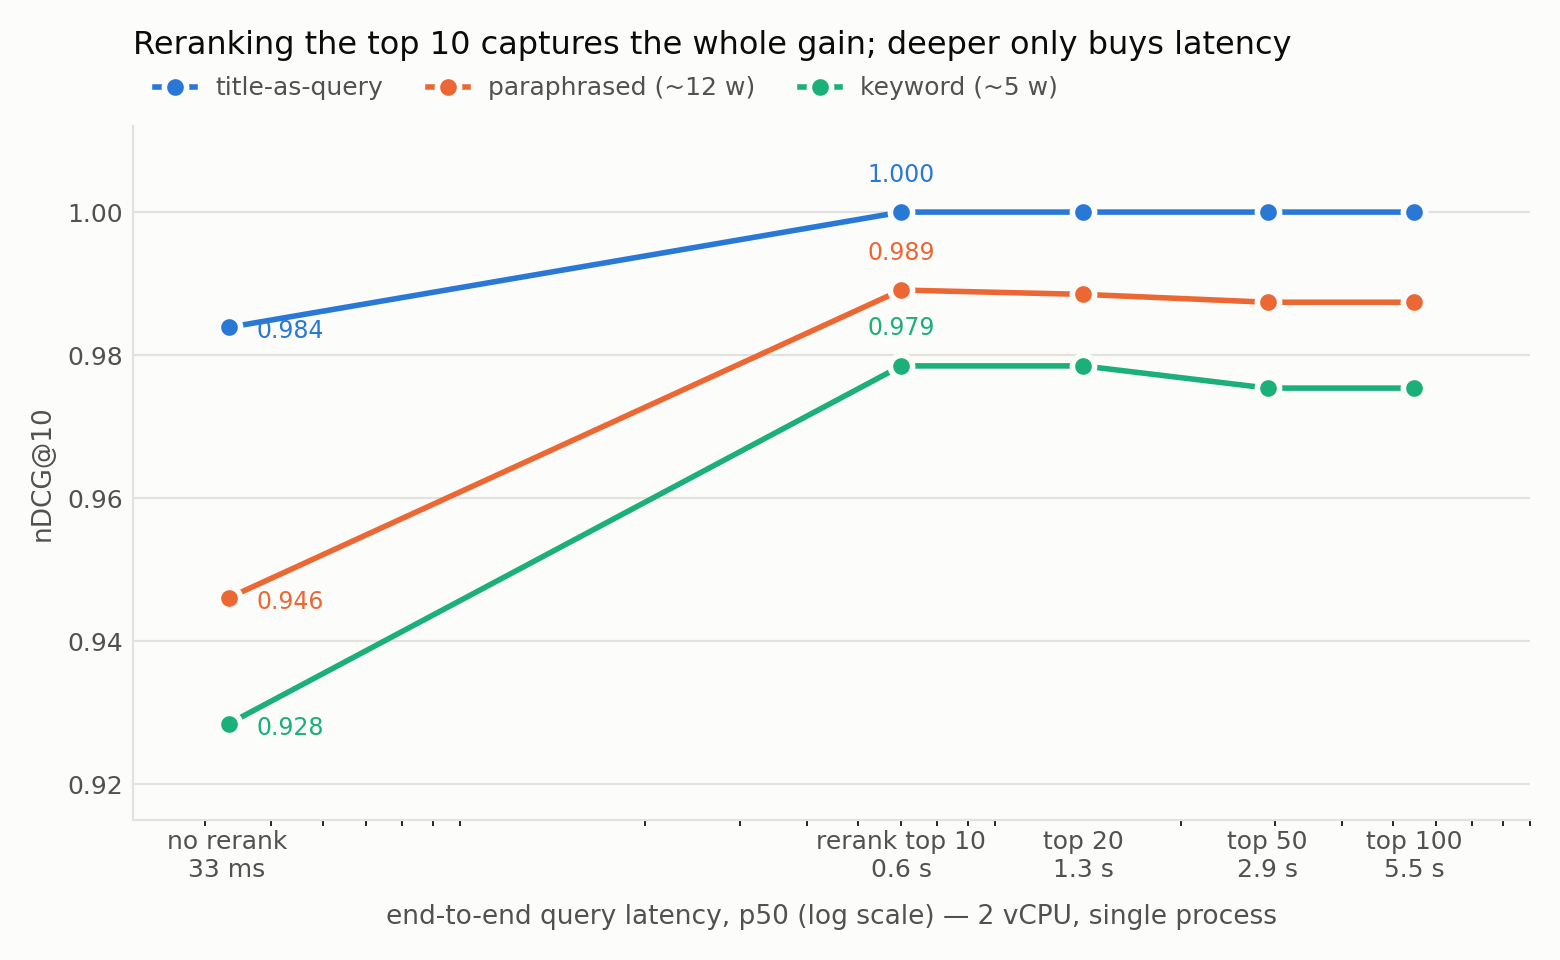 Reranking the top 10 captures the whole gain; deeper only buys latency
title-as-query
paraphrased (~12 w)
keyword (~5 w)
1.000
1.00
0.989
0.979
0.984
0.98
nDCG@10
0.96
0.946
0.94
0.928
0.92
no rerank
33 ms
rerank top 10
0.6 s
top 20
1.3 s
top 50
2.9 s
top 100
5.5 s
end-to-end query latency, p50 (log scale) — 2 vCPU, single process